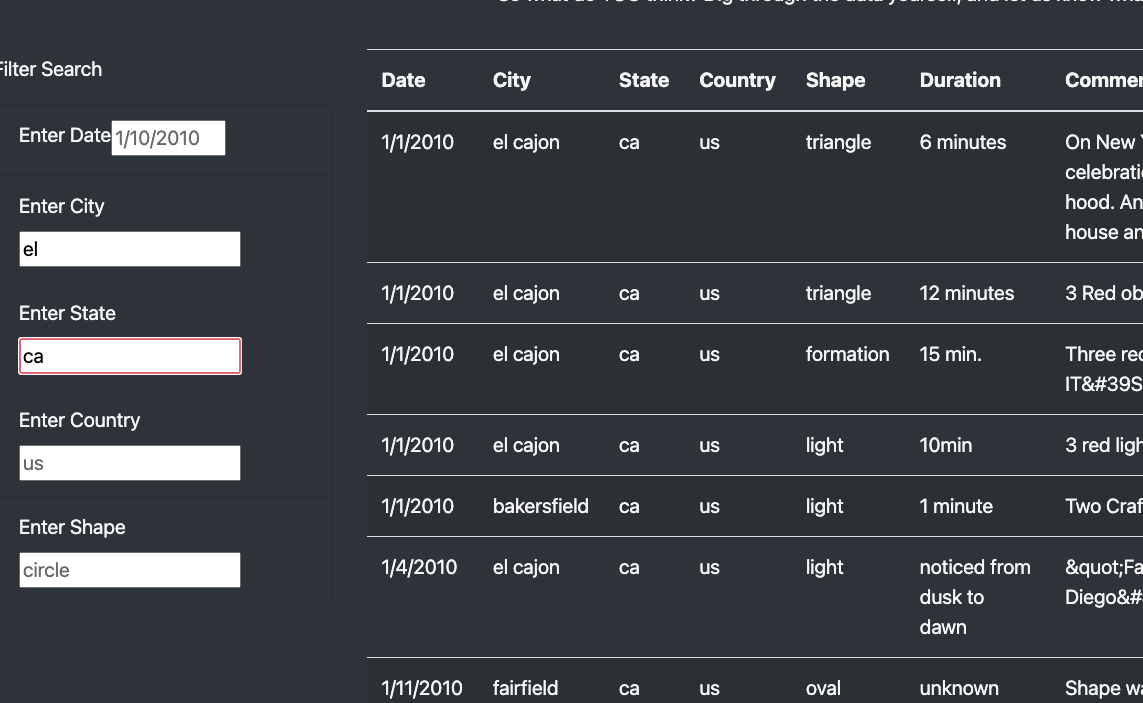 Filter Search
Enter Date 1/10/2010
Enter City
el
Enter State
ca
Enter Country
us
Enter Shape
circle
Date City State Country Shape Duration
1/1/2010 el cajon ca us triangle 6 minutes On New
celebrati
hood. An
house an
1/1/2010 el cajon ca us triangle 12 minutes 3 Red ob
1/1/2010 el cajon ca us formation 15 min. Three red
IT&#39S
1/1/2010 el cajon ca us light 10min 3 red ligh
1/1/2010 bakersfield ca us light 1 minute Two Craf
1/4/2010 el cajon ca us light noticed from &quot;Fa
dusk to Diego&#
dawn
1/11/2010 fairfield ca us oval unknown Shape wa